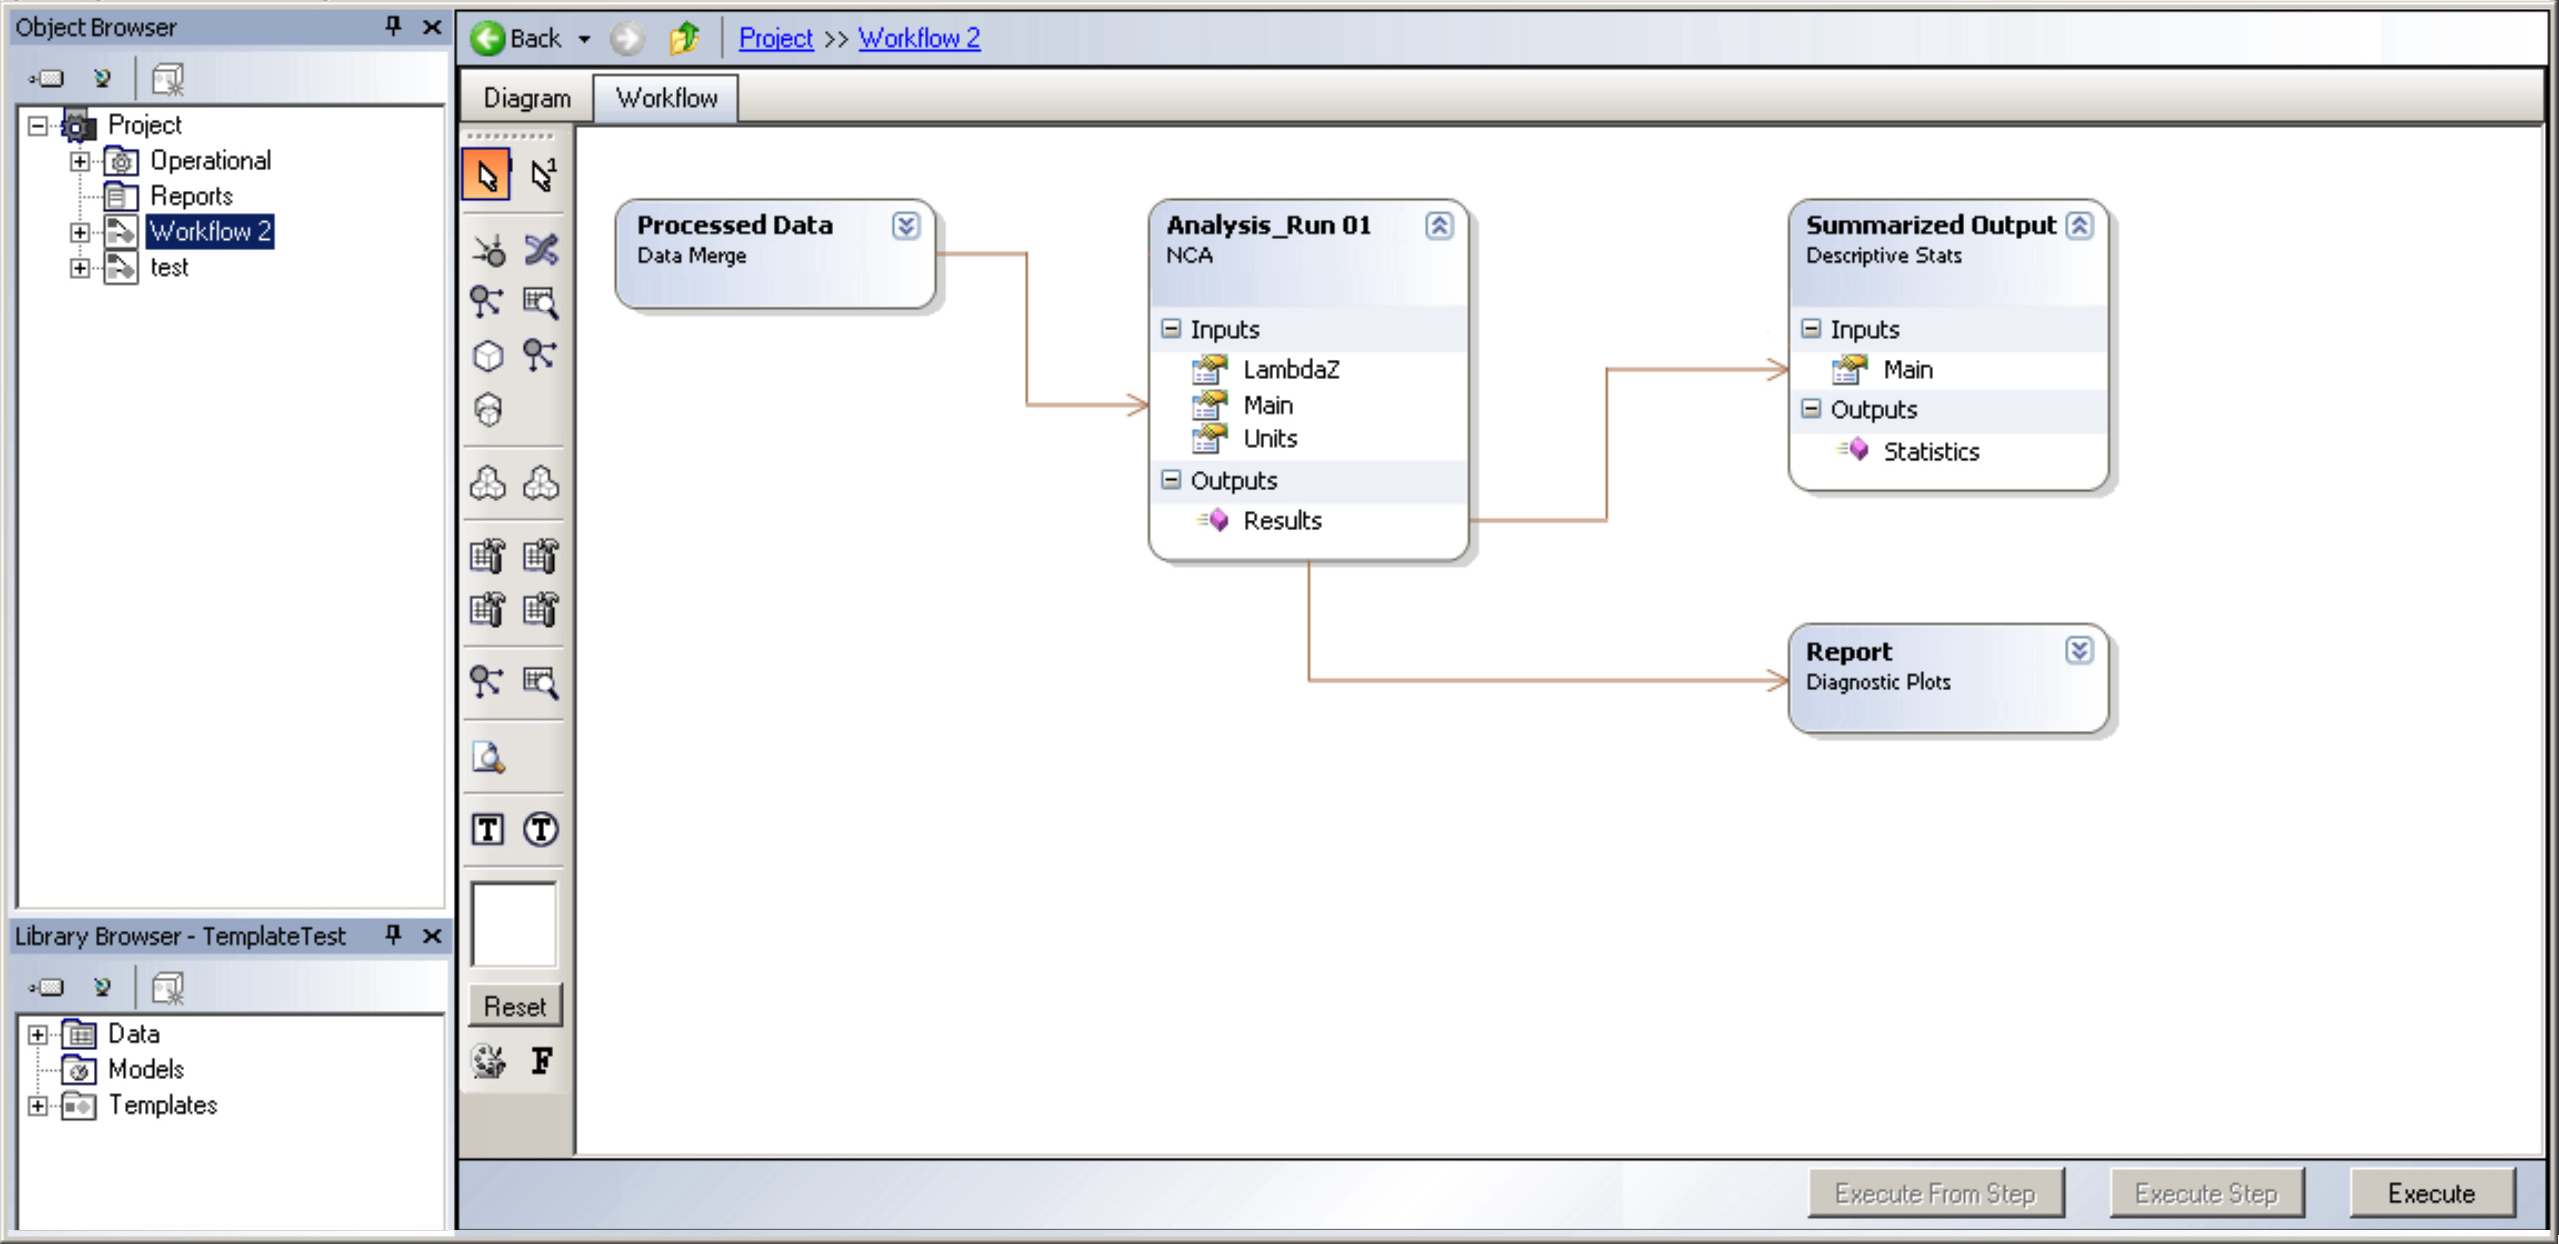 Object Browser
Project
Operational
Reports
Workflow 2
test
Library Browser - TemplateTest
Data
Models
Templates
Back
Project >> Workflow 2
Diagram
Workflow
1
T
T
Reset
F
Processed Data
Data Merge
Analysis_Run 01
NCA
Inputs
LambdaZ
Main
Units
Outputs
Results
Summarized Output
Descriptive Stats
Inputs
Main
Outputs
Statistics
Report
Diagnostic Plots
Execute From Step
Execute Step
Execute